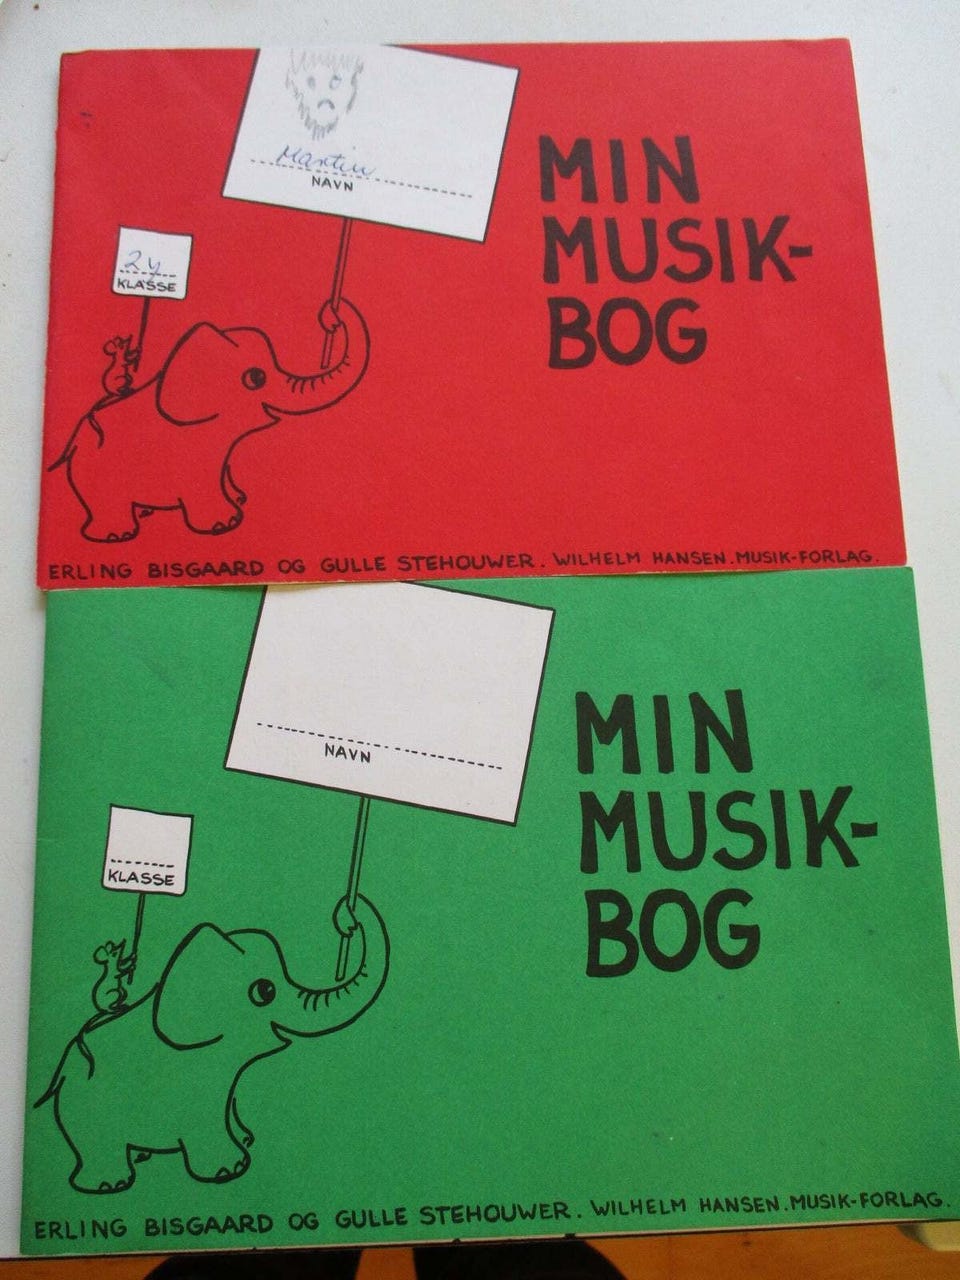 Martin
NAVN
2y
KLASSE
MIN
MUSIK-
BOG
ERLING BISGAARD OG GULLE STEHOUWER. WILHELM HANSEN. MUSIK-FORLAG.
NAVN
KLASSE
MIN
MUSIK-
BOG
ERLING BISGAARD OG GULLE STEHOUWER. WILHELM HANSEN. MUSIK-FORLAG.